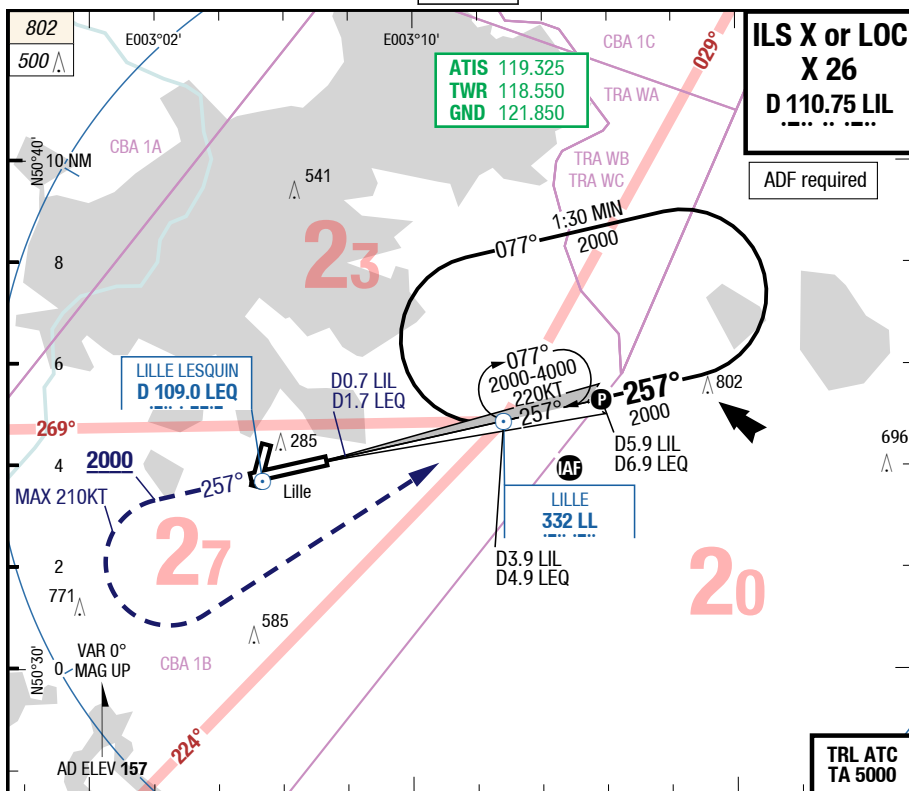 802
500
E003°02'
E003°10'
CBA 1C
029°
ILS X or LOC
X 26
D 110.75 LIL
ATIS 119.325
TWR 118.550
GND 121.850
TRA WA
CBA 1A
N50°40'
10 NM
TRA WB
TRA WC
ADF required
541
1:30 MIN
077°
2000
23
8
6
077°
2000-4000
220KT
257°
P
257°
2000
802
LILLE LESQUIN
D 109.0 LEQ
D0.7 LIL
D1.7 LEQ
269°
285
D5.9 LIL
D6.9 LEQ
696
4
2000
257°
Lille
IAF
MAX 210KT
LILLE
332 LL
27
D3.9 LIL
D4.9 LEQ
20
2
771
585
N50°30'
0
VAR 0°
MAG UP
CBA 1B
224°
AD ELEV 157
TRL ATC
TA 5000